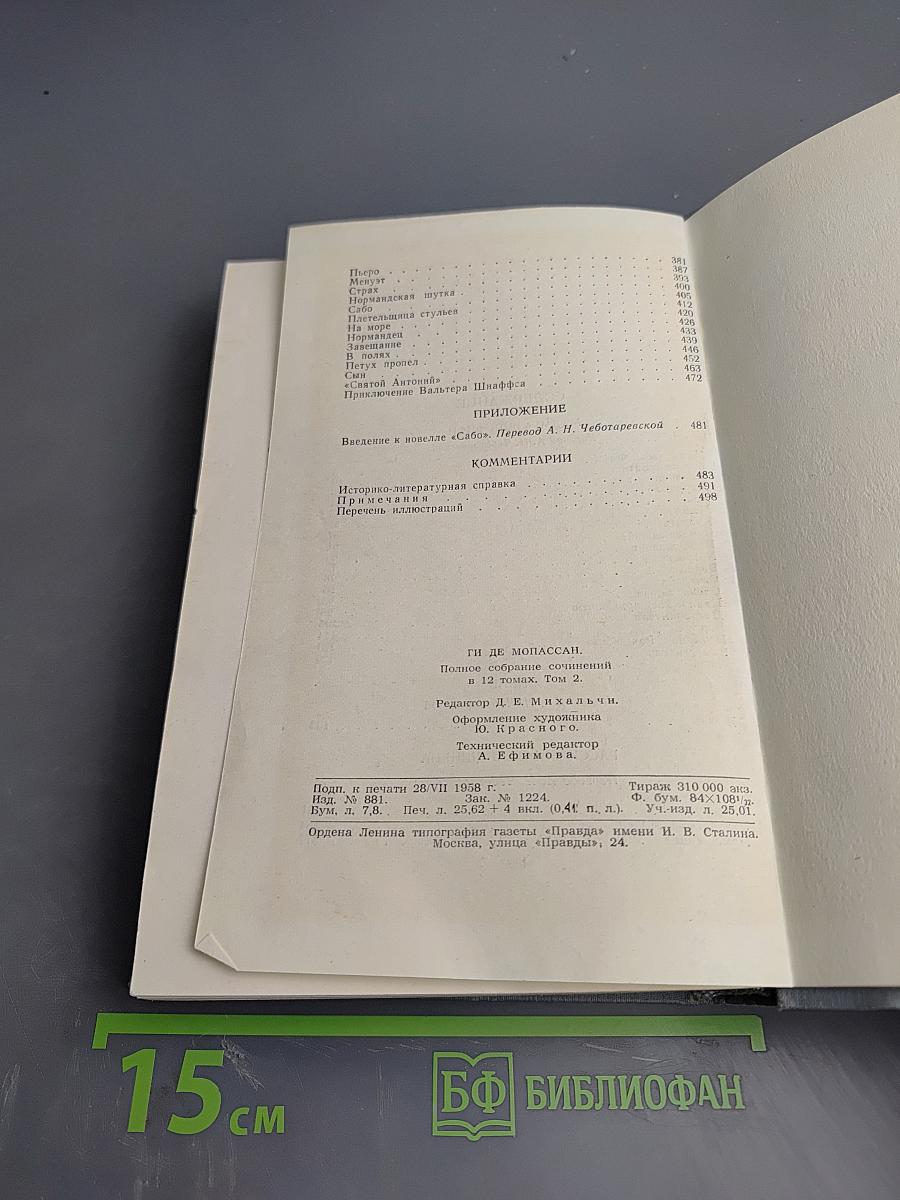 Пьеро . . . . . . . . . . . . . . . . 381
Менуэт . . . . . . . . . . . . . . . . 387
Страх . . . . . . . . . . . . . . . . 393
Нормандская шутка . . . . . . . . . . . . . 400
Сабо . . . . . . . . . . . . . . . . 405
Плетельщица стульев . . . . . . . . . . . . . 412
На море . . . . . . . . . . . . . . . . 420
Нормандец . . . . . . . . . . . . . . . . 426
Завещание . . . . . . . . . . . . . . . . 433
В полях . . . . . . . . . . . . . . . . 439
Петух пропел . . . . . . . . . . . . . . . . 446
Сын . . . . . . . . . . . . . . . . 452
«Святой Антоний» . . . . . . . . . . . . . 463
Приключение Вальтера Шнаффса . . . . . . . . . 472
ПРИЛОЖЕНИЕ
Введение к новелле «Сабо». Перевод А. Н. Чеботаревской . 481
КОММЕНТАРИИ
Историко-литературная справка . . . . . . . . . 483
Примечания . . . . . . . . . . . . . 491
Перечень иллюстраций . . . . . . . . . . . . 498
ГИ ДЕ МОПАССАН.
Полное собрание сочинений
в 12 томах. Том 2.
Редактор Д. Е. Михальчи.
Оформление художника
Ю. Красного.
Технический редактор
А. Ефимова.
Подп. к печати 28/VII 1958 г. Тираж 310 000 экз.
Изд. № 881. Зак. № 1224. Ф. бум. 84×108¹/₃₂.
Бум. л. 7,8. Печ. л. 25,62 + 4 вкл. (0,41 п. л.). Уч.-изд. л. 25,01.
Ордена Ленина типография газеты «Правда» имени И. В. Сталина.
Москва, улица «Правды», 24.
15 см
БФ БИБЛИОФАН